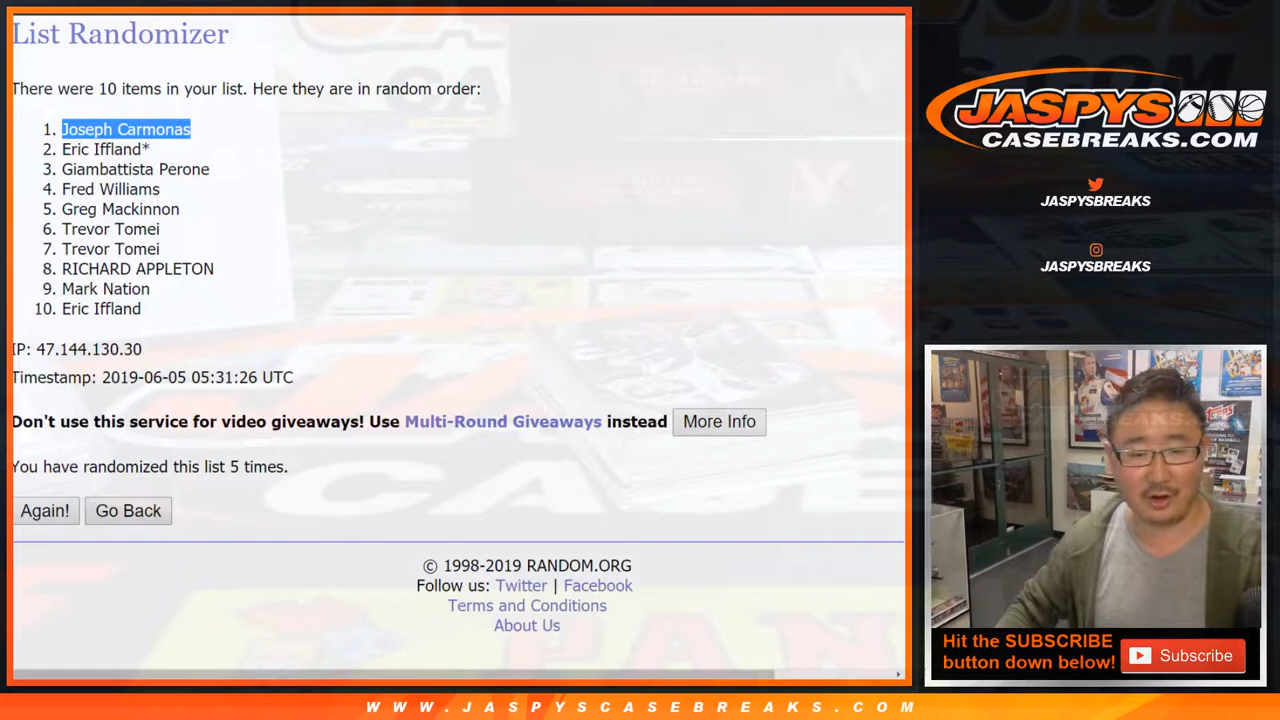 List Randomizer
There were 10 items in your list. Here they are in random order:
1. Joseph Carmonas
2. Eric Iffland*
3. Giambattista Perone
4. Fred Williams
5. Greg Mackinnon
6. Trevor Tomei
7. Trevor Tomei
8. RICHARD APPLETON
9. Mark Nation
10. Eric Iffland
IP: 47.144.130.30
Timestamp: 2019-06-05 05:31:26 UTC
Don't use this service for video giveaways! Use Multi-Round Giveaways instead More Info
You have randomized this list 5 times.
Again! Go Back
© 1998-2019 RANDOM.ORG
Follow us: Twitter | Facebook
Terms and Conditions
About Us
JASPYS
CASEBREAKS.COM
JASPYSBREAKS
JASPYSBREAKS
Topps
Hit the SUBSCRIBE
button down below!
Subscribe
WWW.JASPYSCASEBREAKS.COM